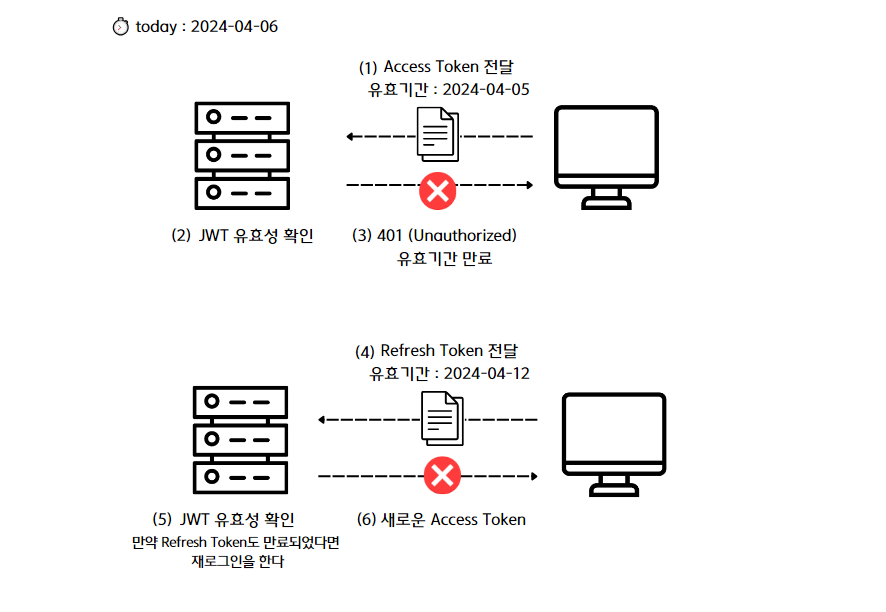 today : 2024-04-06
(1) Access Token 전달
유효기간 : 2024-04-05
(2) JWT 유효성 확인
(3) 401 (Unauthorized)
유효기간 만료
(4) Refresh Token 전달
유효기간 : 2024-04-12
(5) JWT 유효성 확인
만약 Refresh Token도 만료되었다면
재로그인을 한다
(6) 새로운 Access Token